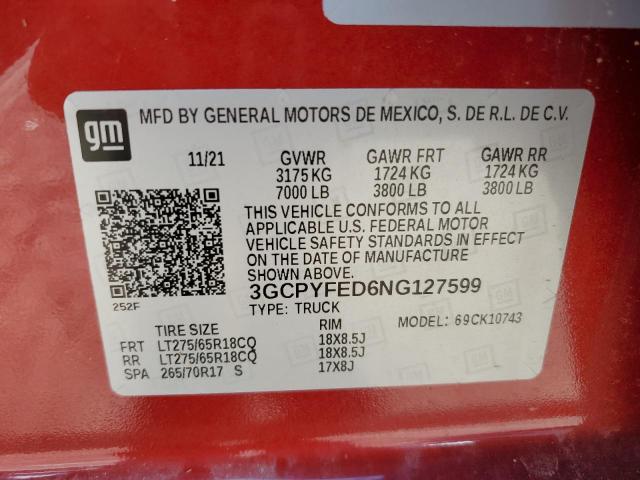 gm
MFD BY GENERAL MOTORS DE MEXICO, S. DE R.L. DE C.V.
11/21 GVWR GAWR FRT GAWR RR
3175 KG 1724 KG 1724 KG
7000 LB 3800 LB 3800 LB
THIS VEHICLE CONFORMS TO ALL
APPLICABLE U.S. FEDERAL MOTOR
VEHICLE SAFETY STANDARDS IN EFFECT
ON THE DATE OF MANUFACTURE
SHOWN ABOVE.
3GCPYFED6NG127599
252F TYPE: TRUCK MODEL: 69CK10743
TIRE SIZE RIM
FRT LT275/65R18CQ 18X8.5J
RR LT275/65R18CQ 18X8.5J
SPA 265/70R17 S 17X8J